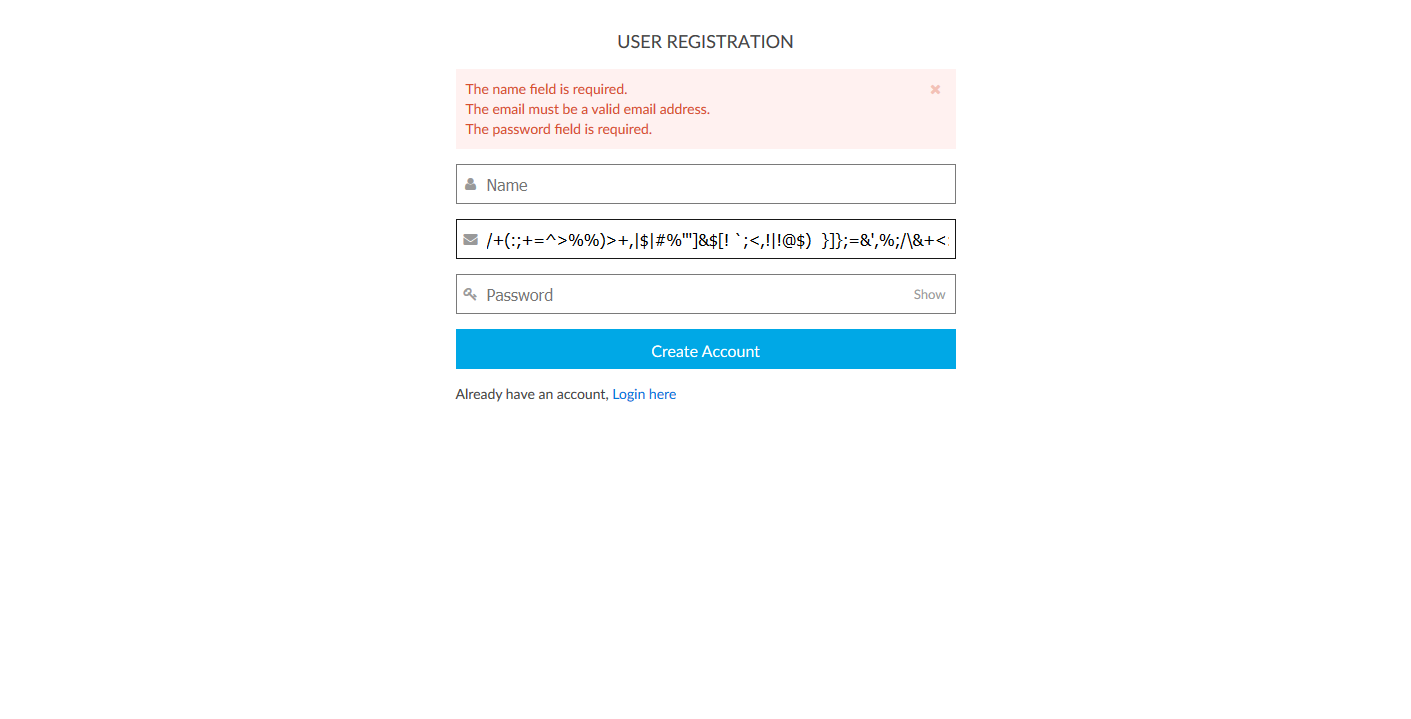 USER REGISTRATION
The name field is required.
The email must be a valid email address.
The password field is required.
Name
/+(:;+=^>%%)>+,|$|#%'"]&$[! `;<,!|!@$)  }]};=&',%;/\&+<:
Password
Show
Create Account
Already have an account, Login here